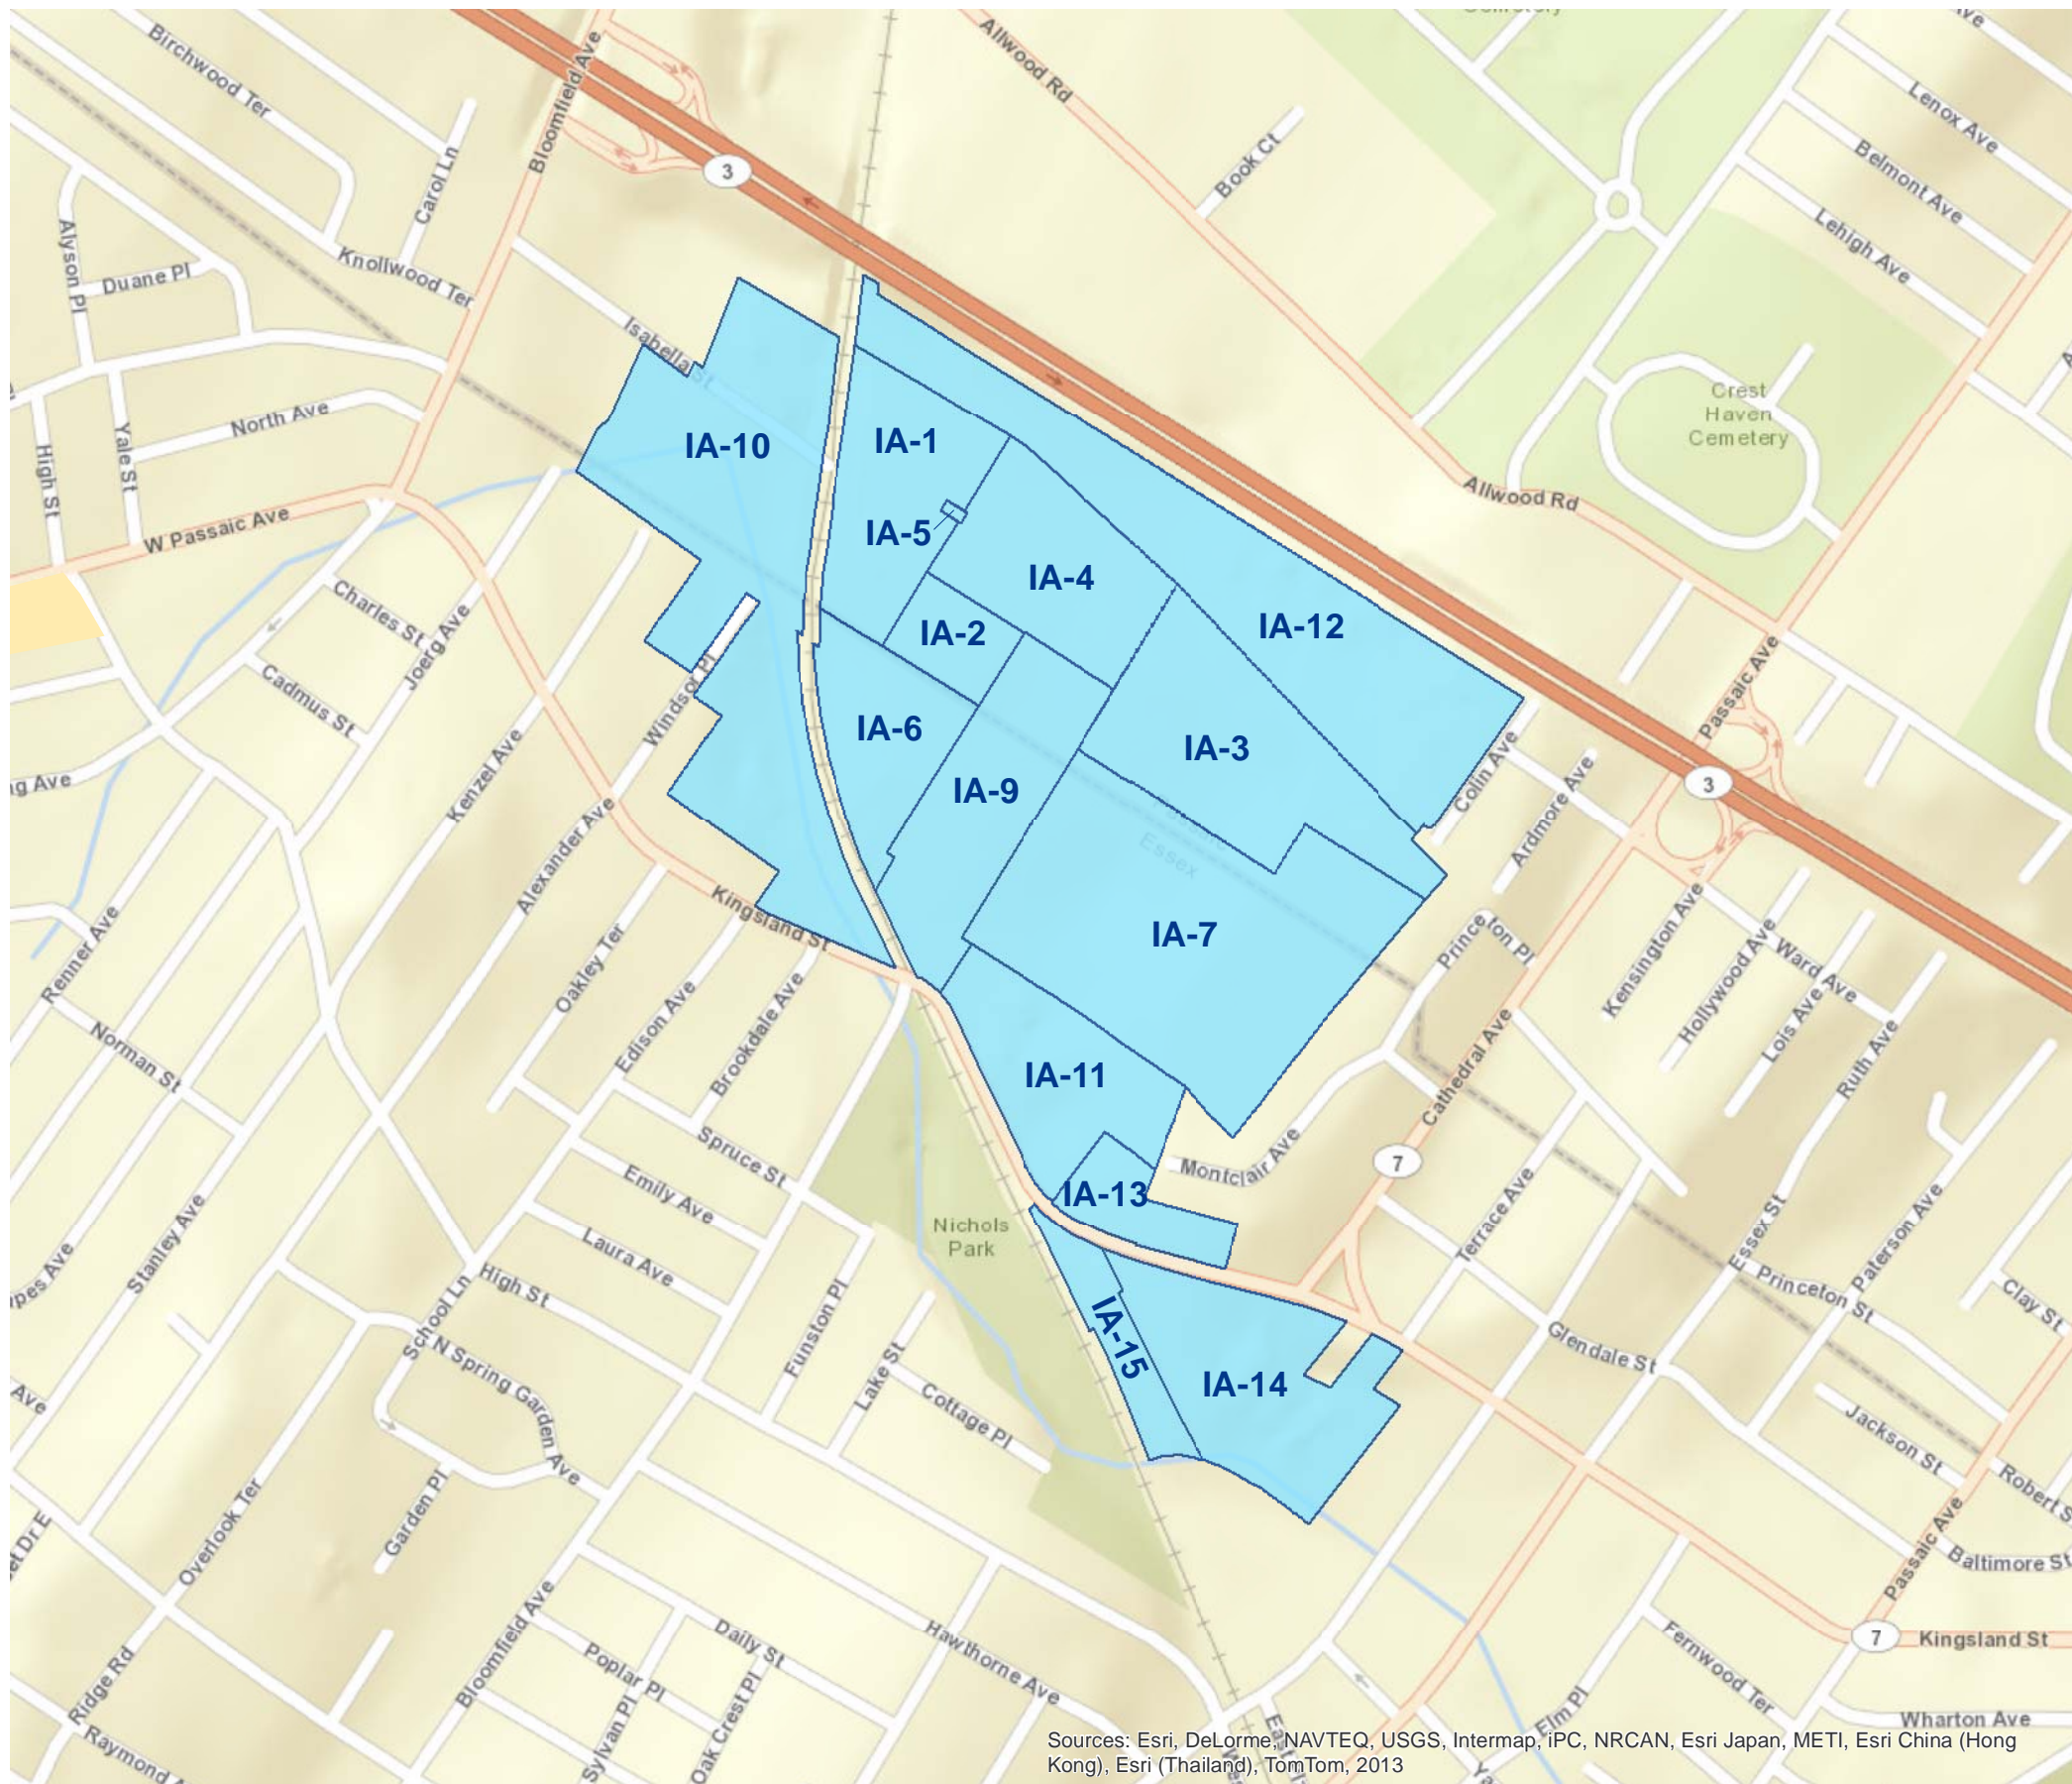 Birchwood Ter
Bloomfield Ave
Allwood Rd
Lenox Ave
Belmont Ave
Lehigh Ave
Book Ct
Carol Ln
3
Alyson Pl
Duane Pl
Knollwood Ter
Isabella St
Crest
Haven
Cemetery
North Ave
Yale St
High St
W Passaic Ave
Allwood Rd
IA-10
IA-1
IA-5
IA-4
IA-2
IA-12
IA-6
IA-3
IA-9
IA-7
Essex
Charles St
Joerg Ave
Cadmus St
Kenzel Ave
Windsor Pl
Alexander Ave
Kingsland St
Passaic Ave
3
Colin Ave
Ardmore Ave
Princeton Pl
Kensington Ave
Hollywood Ave
Ward Ave
Lois Ave
Ruth Ave
Renner Ave
Oakley Ter
Edison Ave
Brookdale Ave
Norman St
Cathedral Ave
IA-11
IA-13
Montclair Ave
7
Spruce St
Emily Ave
Laura Ave
Stanley Ave
Nichols
Park
Terrace Ave
Essex St
Paterson Ave
E Princeton St
Clay St
Glendale St
High St
School Ln
N Spring Garden Ave
Funston Pl
Lake St
Cottage Pl
IA-15
IA-14
Jackson St
Robert S
Passaic Ave
Baltimore St
Garden Pl
Overlook Ter
Ridge Rd
Raymond A
Bloomfield Ave
Daily St
Poplar Pl
Sylvan Pl
Oak Crest Pl
Hawthorne Ave
7
Kingsland St
Fernwood Ter
Elm Pl
Wharton Ave
Sources: Esri, DeLorme, NAVTEQ, USGS, Intermap, iPC, NRCAN, Esri Japan, METI, Esri China (Hong
Kong), Esri (Thailand), TomTom, 2013